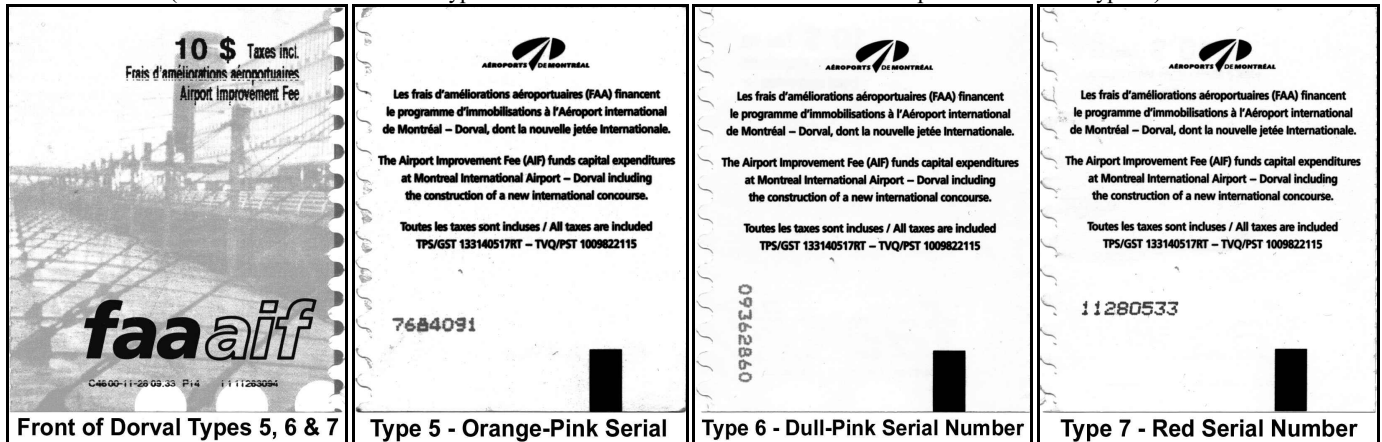 10 $ Taxes incl.
Frais d'améliorations aéroportuaires
Airport Improvement Fee
faaaif
C4600-11-26 09.33 P14 1111263094
Front of Dorval Types 5, 6 & 7
AÉROPORTS DE MONTRÉAL
Les frais d'améliorations aéroportuaires (FAA) financent
le programme d'immobilisations à l'Aéroport international
de Montréal – Dorval, dont la nouvelle jetée Internationale.
The Airport Improvement Fee (AIF) funds capital expenditures
at Montreal International Airport – Dorval including
the construction of a new international concourse.
Toutes les taxes sont incluses / All taxes are included
TPS/GST 133140517RT – TVQ/PST 1009822115
7684091
Type 5 - Orange-Pink Serial
AÉROPORTS DE MONTRÉAL
Les frais d'améliorations aéroportuaires (FAA) financent
le programme d'immobilisations à l'Aéroport international
de Montréal – Dorval, dont la nouvelle jetée Internationale.
The Airport Improvement Fee (AIF) funds capital expenditures
at Montreal International Airport – Dorval including
the construction of a new international concourse.
Toutes les taxes sont incluses / All taxes are included
TPS/GST 133140517RT – TVQ/PST 1009822115
09362860
Type 6 - Dull-Pink Serial Number
AÉROPORTS DE MONTRÉAL
Les frais d'améliorations aéroportuaires (FAA) financent
le programme d'immobilisations à l'Aéroport international
de Montréal – Dorval, dont la nouvelle jetée Internationale.
The Airport Improvement Fee (AIF) funds capital expenditures
at Montreal International Airport – Dorval including
the construction of a new international concourse.
Toutes les taxes sont incluses / All taxes are included
TPS/GST 133140517RT – TVQ/PST 1009822115
11280533
Type 7 - Red Serial Number